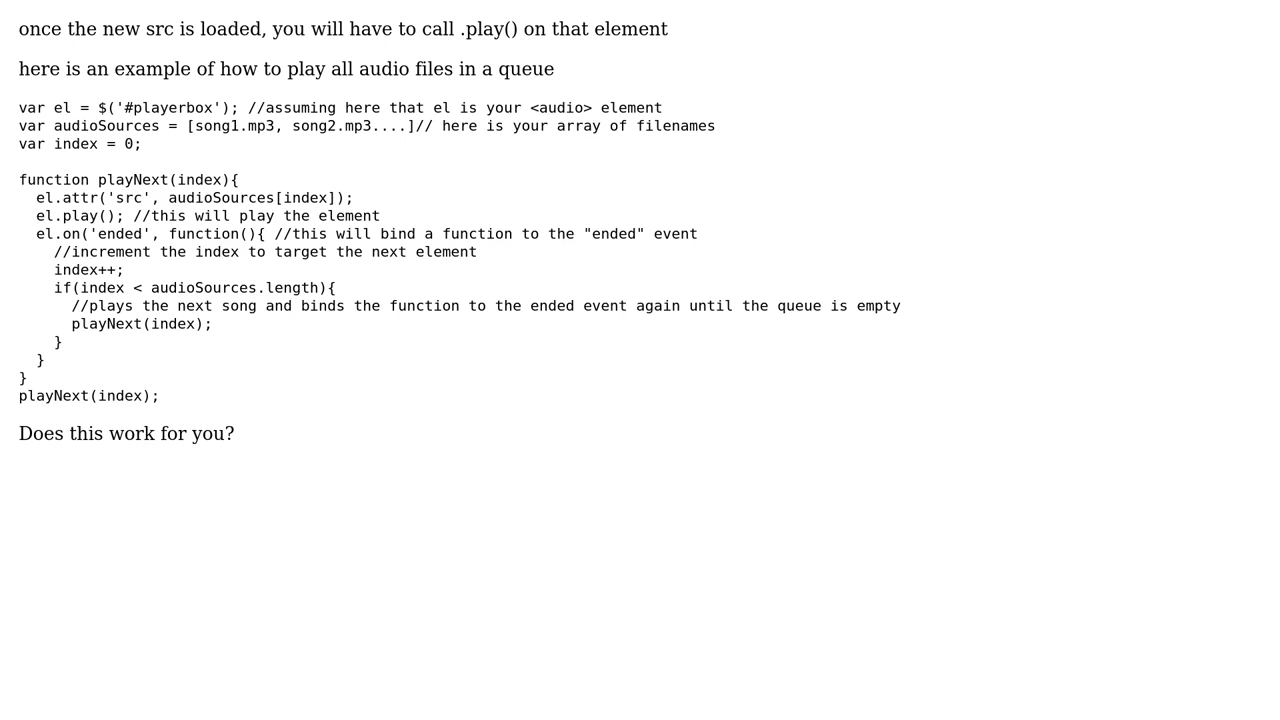 once the new src is loaded, you will have to call .play() on that element
here is an example of how to play all audio files in a queue
var el = $('#playerbox'); //assuming here that el is your <audio> element
var audioSources = [song1.mp3, song2.mp3....]// here is your array of filenames
var index = 0;

function playNext(index){
  el.attr('src', audioSources[index]);
  el.play(); //this will play the element
  el.on('ended', function(){ //this will bind a function to the "ended" event
    //increment the index to target the next element
    index++;
    if(index < audioSources.length){
      //plays the next song and binds the function to the ended event again until the queue is empty
      playNext(index);
    }
  }
}
playNext(index);
Does this work for you?